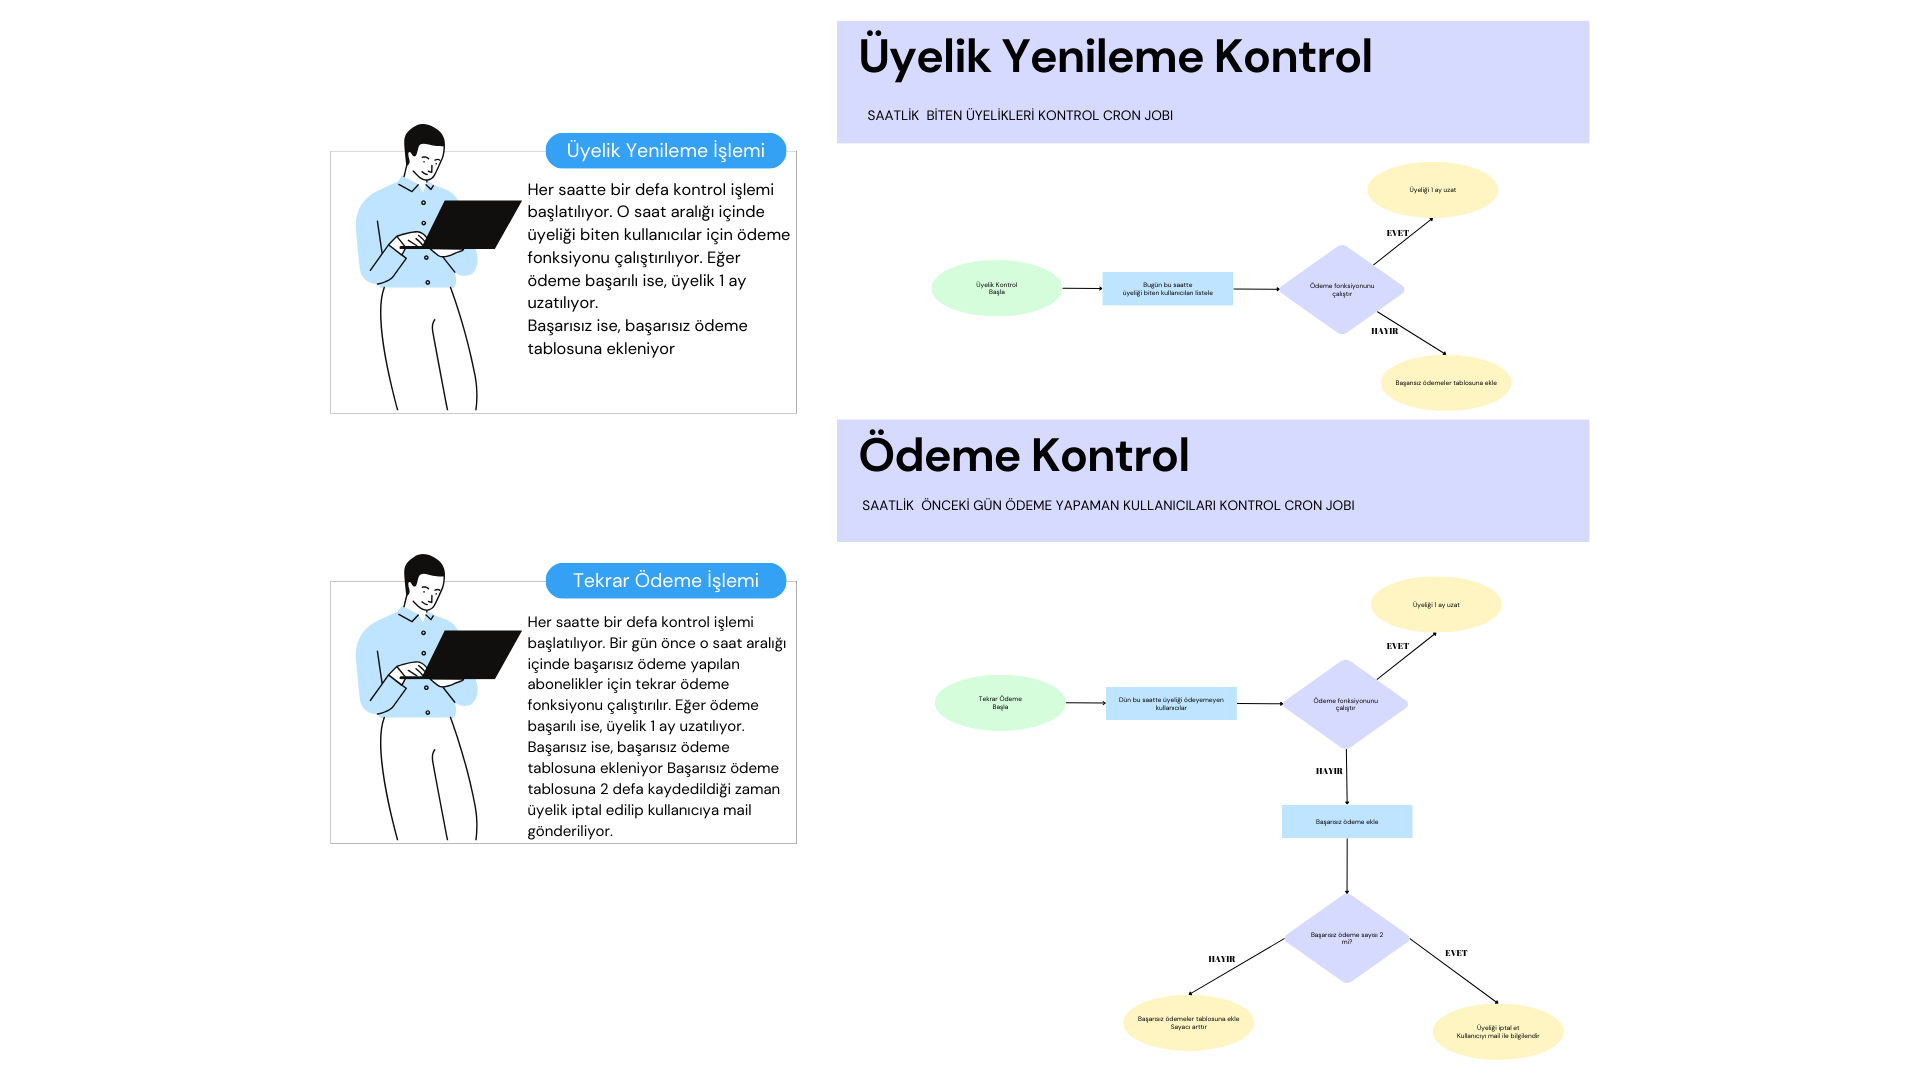 Üyelik Yenileme İşlemi
Her saatte bir defa kontrol işlemi
başlatılıyor. O saat aralığı içinde
üyeliği biten kullanıcılar için ödeme
fonksiyonu çalıştırılıyor. Eğer
ödeme başarılı ise, üyelik 1 ay
uzatılıyor.
Başarısız ise, başarısız ödeme
tablosuna ekleniyor
Üyelik Yenileme Kontrol
SAATLİK BİTEN ÜYELİKLERİ KONTROL CRON JOBI
Üyelik Kontrol
Başla
Bugün bu saatte
üyeliği biten kullanıcıları listele
Ödeme fonksiyonunu
çalıştır
EVET
Üyeliği 1 ay uzat
HAYIR
Başarısız ödemeler tablosuna ekle
Tekrar Ödeme İşlemi
Her saatte bir defa kontrol işlemi
başlatılıyor. Bir gün önce o saat aralığı
içinde başarısız ödeme yapılan
abonelikler için tekrar ödeme
fonksiyonu çalıştırılır. Eğer ödeme
başarılı ise, üyelik 1 ay uzatılıyor.
Başarısız ise, başarısız ödeme
tablosuna ekleniyor Başarısız ödeme
tablosuna 2 defa kaydedildiği zaman
üyelik iptal edilip kullanıcıya mail
gönderiliyor.
Ödeme Kontrol
SAATLİK ÖNCEKİ GÜN ÖDEME YAPAMAN KULLANICILARI KONTROL CRON JOBI
Tekrar Ödeme
Başla
Dün bu saatte üyeliği ödeyemeyen
kullanıcılar
Ödeme fonksiyonunu
çalıştır
EVET
Üyeliği 1 ay uzat
HAYIR
Başarısız ödeme ekle
Başarısız ödeme sayısı 2
mi?
HAYIR
Başarısız ödemeler tablosuna ekle
Sayacı arttır
EVET
Üyeliği iptal et
Kullanıcıyı mail ile bilgilendir